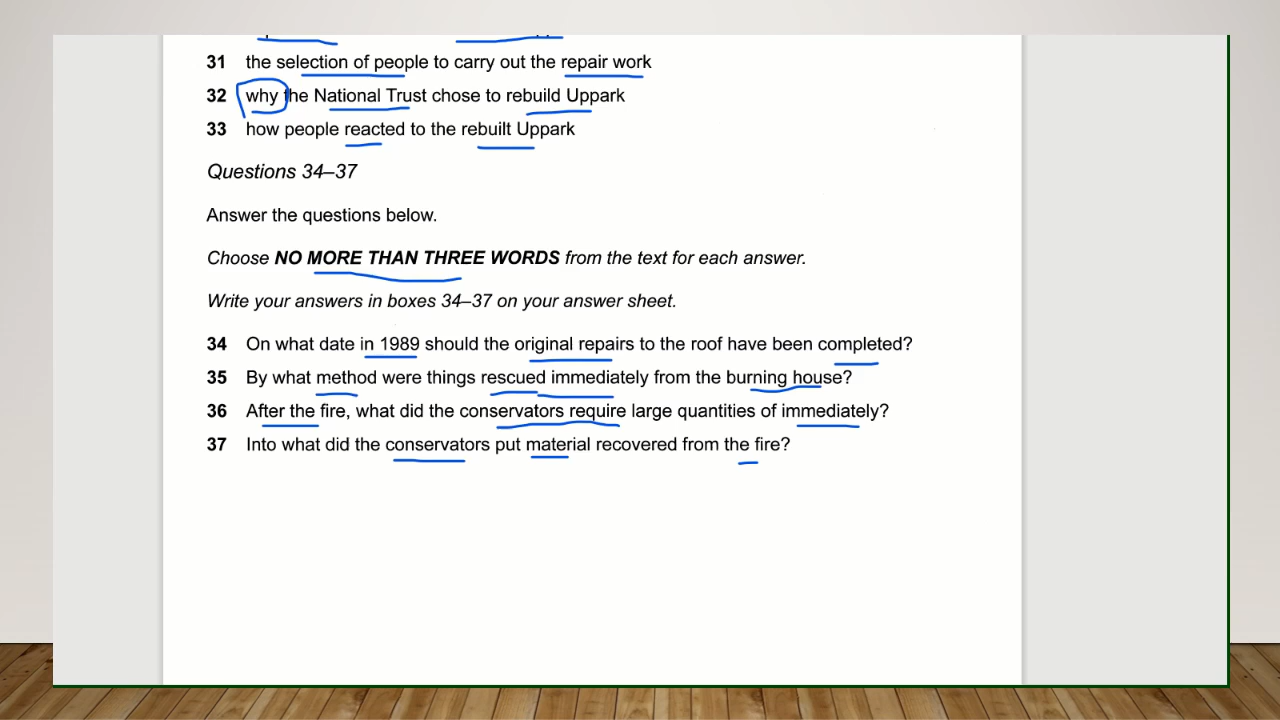 31 the selection of people to carry out the repair work
32 why the National Trust chose to rebuild Uppark
33 how people reacted to the rebuilt Uppark
Questions 34–37
Answer the questions below.
Choose NO MORE THAN THREE WORDS from the text for each answer.
Write your answers in boxes 34–37 on your answer sheet.
34 On what date in 1989 should the original repairs to the roof have been completed?
35 By what method were things rescued immediately from the burning house?
36 After the fire, what did the conservators require large quantities of immediately?
37 Into what did the conservators put material recovered from the fire?